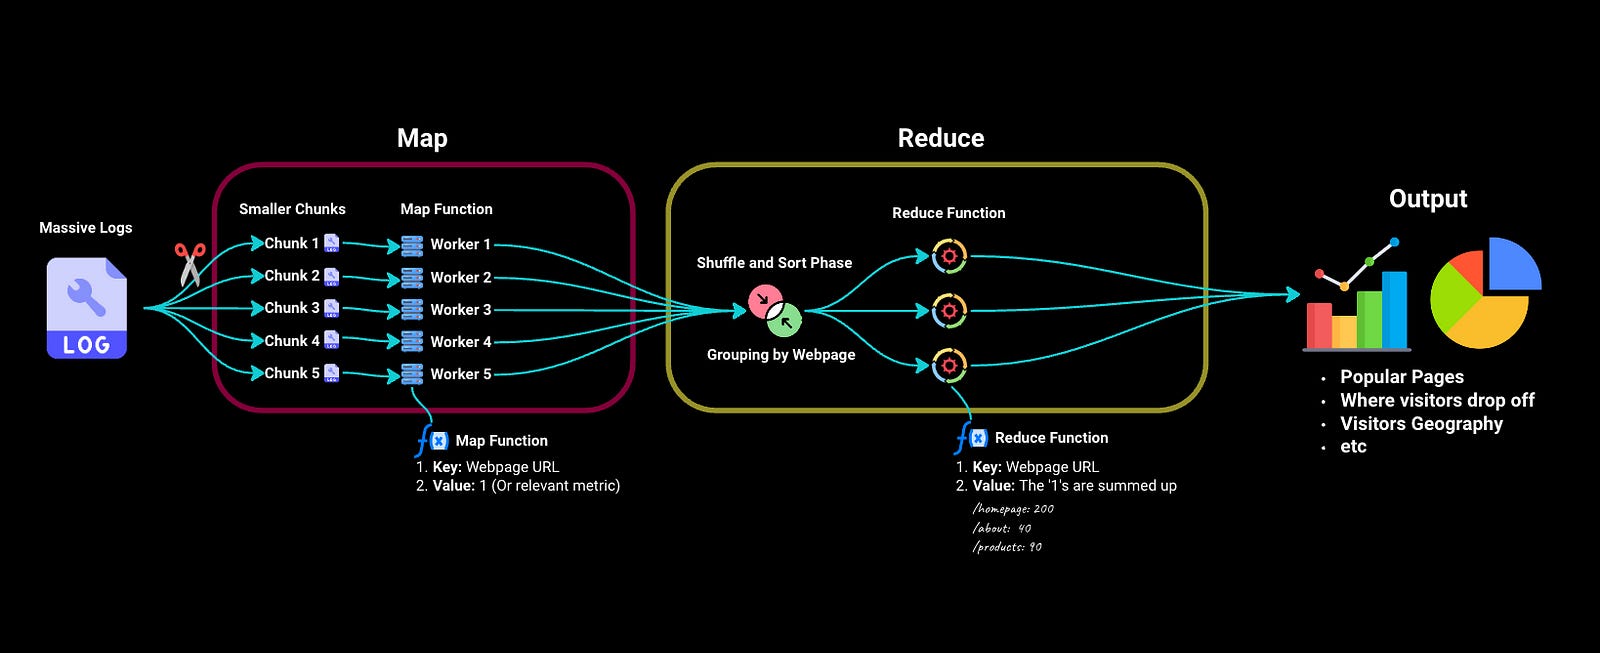 Map
Reduce
Output
Massive Logs
LOG
Smaller Chunks
Map Function
Chunk 1
Worker 1
Chunk 2
Worker 2
Chunk 3
Worker 3
Chunk 4
Worker 4
Chunk 5
Worker 5
Map Function
1. Key: Webpage URL
2. Value: 1 (Or relevant metric)
Shuffle and Sort Phase
Grouping by Webpage
Reduce Function
Reduce Function
1. Key: Webpage URL
2. Value: The '1's are summed up
/homepage: 200
/about: 40
/products: 90
• Popular Pages
• Where visitors drop off
• Visitors Geography
• etc